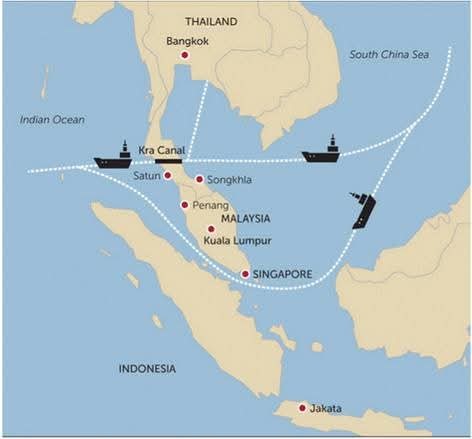 THAILAND
Bangkok
South China Sea
Indian Ocean
Kra Canal
Satun
Songkhla
Penang
MALAYSIA
Kuala Lumpur
SINGAPORE
INDONESIA
Jakata